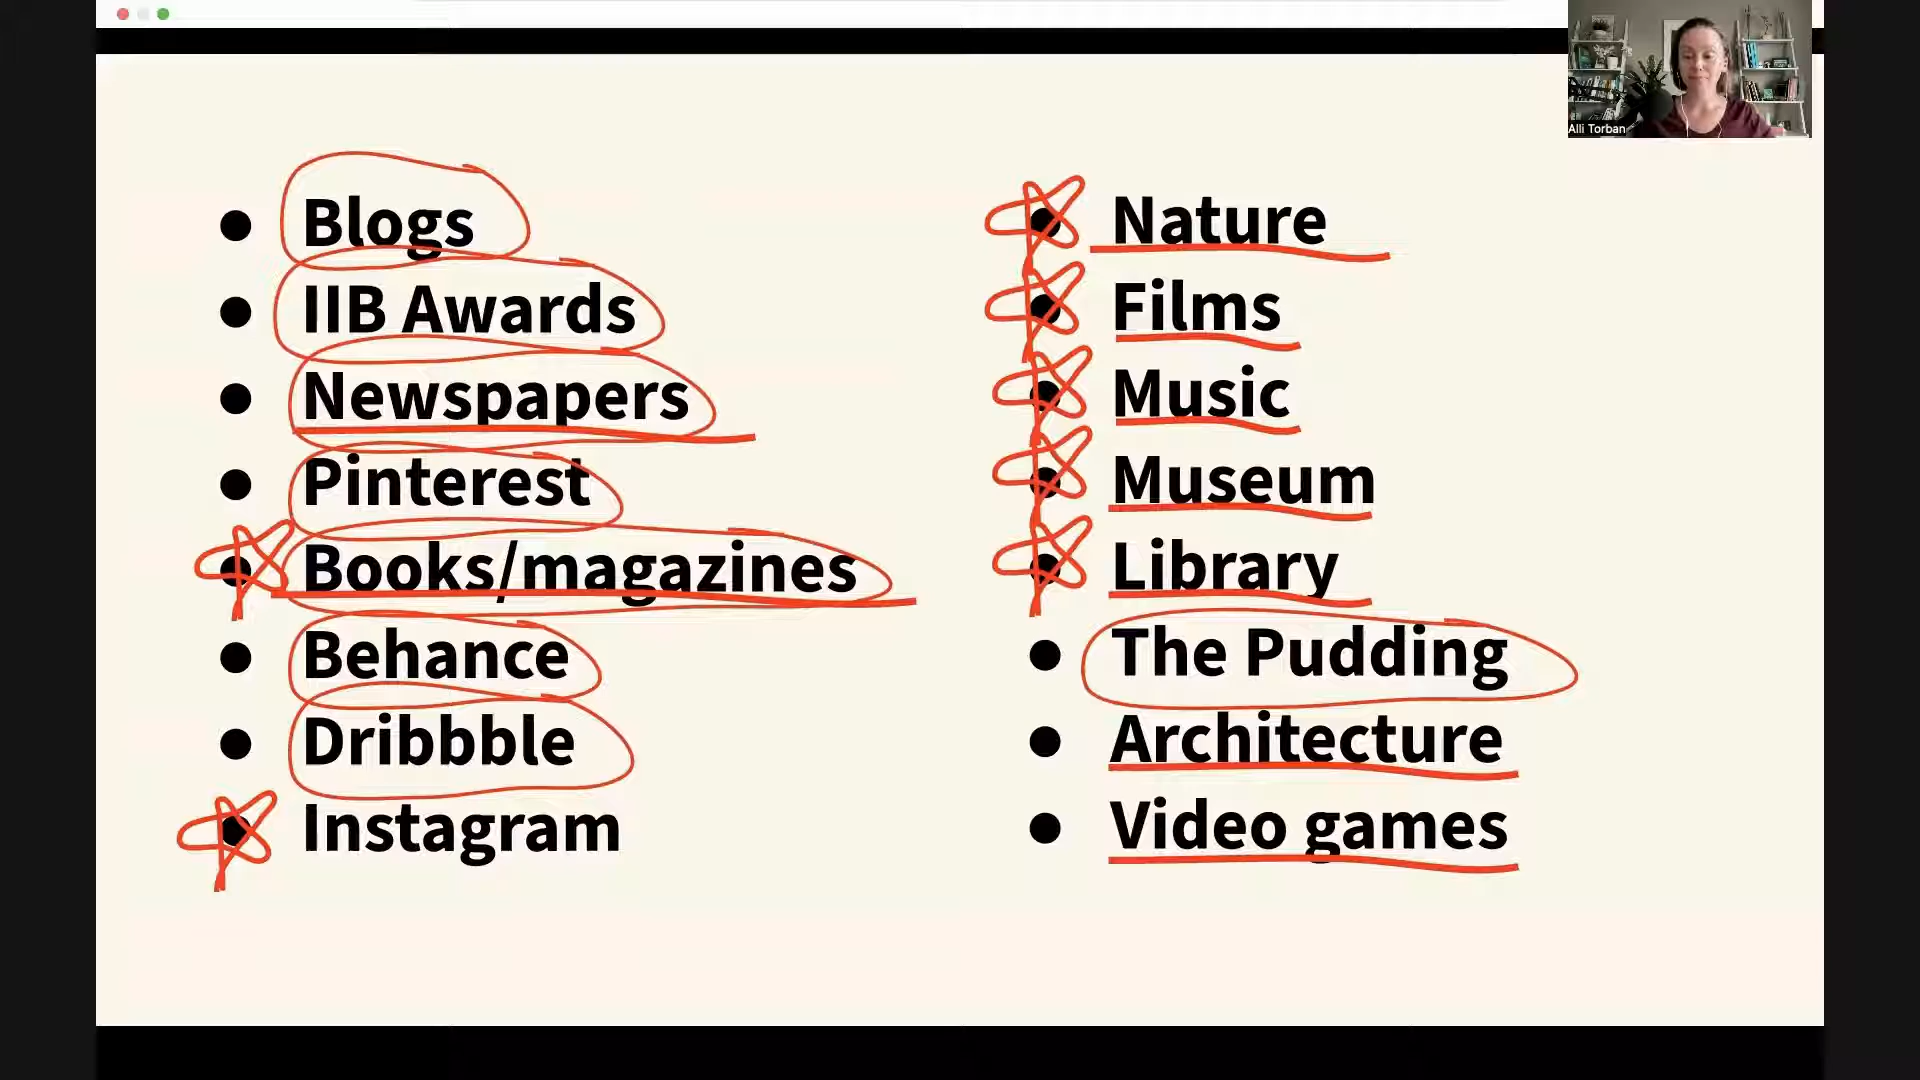 Alli Torban
Blogs
IIB Awards
Newspapers
Pinterest
Books/magazines
Behance
Dribbble
Instagram
Nature
Films
Music
Museum
Library
The Pudding
Architecture
Video games